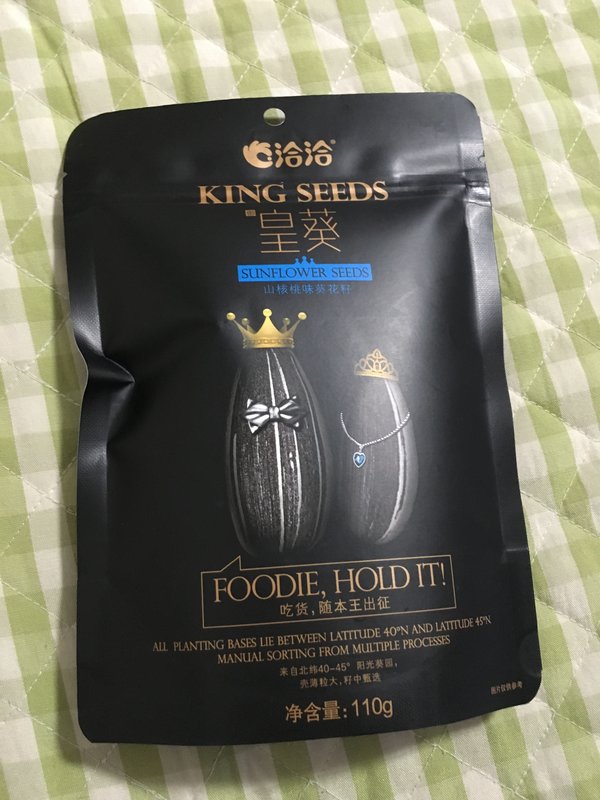 洽洽®
KING SEEDS
皇葵
SUNFLOWER SEEDS
山核桃味葵花籽
FOODIE, HOLD IT!
吃货,随本王出征
ALL PLANTING BASES LIE BETWEEN LATITUDE 40°N AND LATITUDE 45°N,
MANUAL SORTING FROM MULTIPLE PROCESSES
来自北纬40-45° 阳光葵园,
壳薄粒大,籽中甄选
图片仅供参考
净含量: 110g